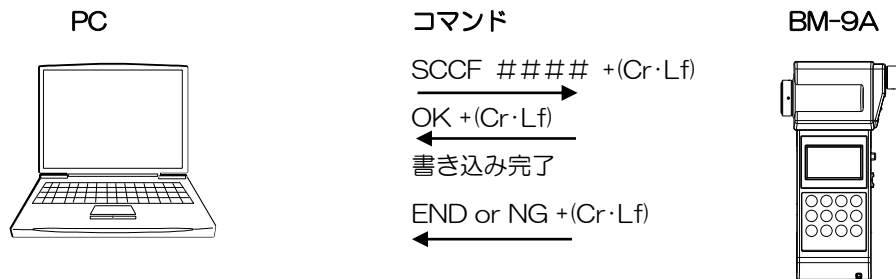 PC
コマンド
BM-9A
SCCF ＃＃＃＃ +(Cr·Lf)
OK +(Cr·Lf)
書き込み完了
END or NG +(Cr·Lf)